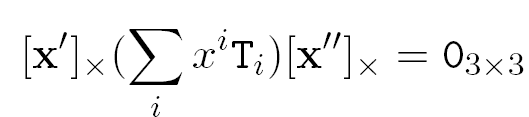 [x′]×(∑i xⁱTᵢ)[x″]× = 0₃ₓ₃